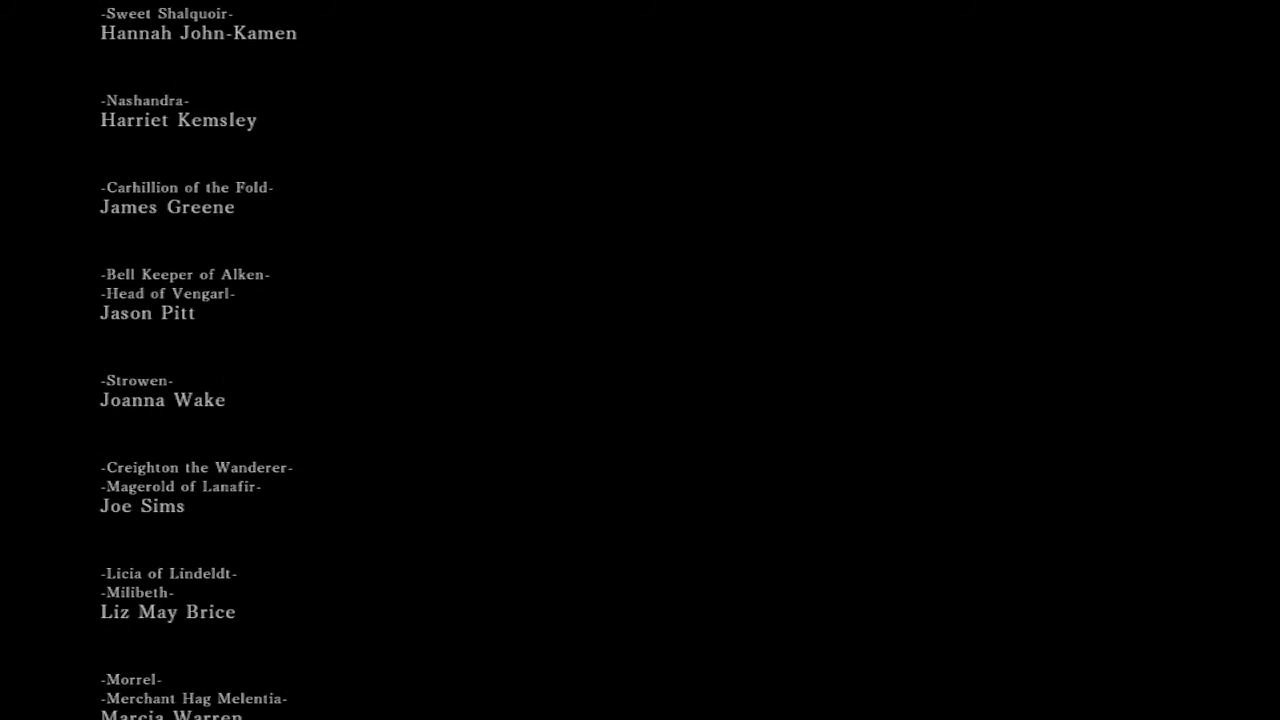 -Sweet Shalquoir-
Hannah John-Kamen
-Nashandra-
Harriet Kemsley
-Carhillion of the Fold-
James Greene
-Bell Keeper of Alken-
-Head of Vengarl-
Jason Pitt
-Strowen-
Joanna Wake
-Creighton the Wanderer-
-Magerold of Lanafir-
Joe Sims
-Licia of Lindeldt-
-Milibeth-
Liz May Brice
-Morrel-
-Merchant Hag Melentia-
Marcia Warren